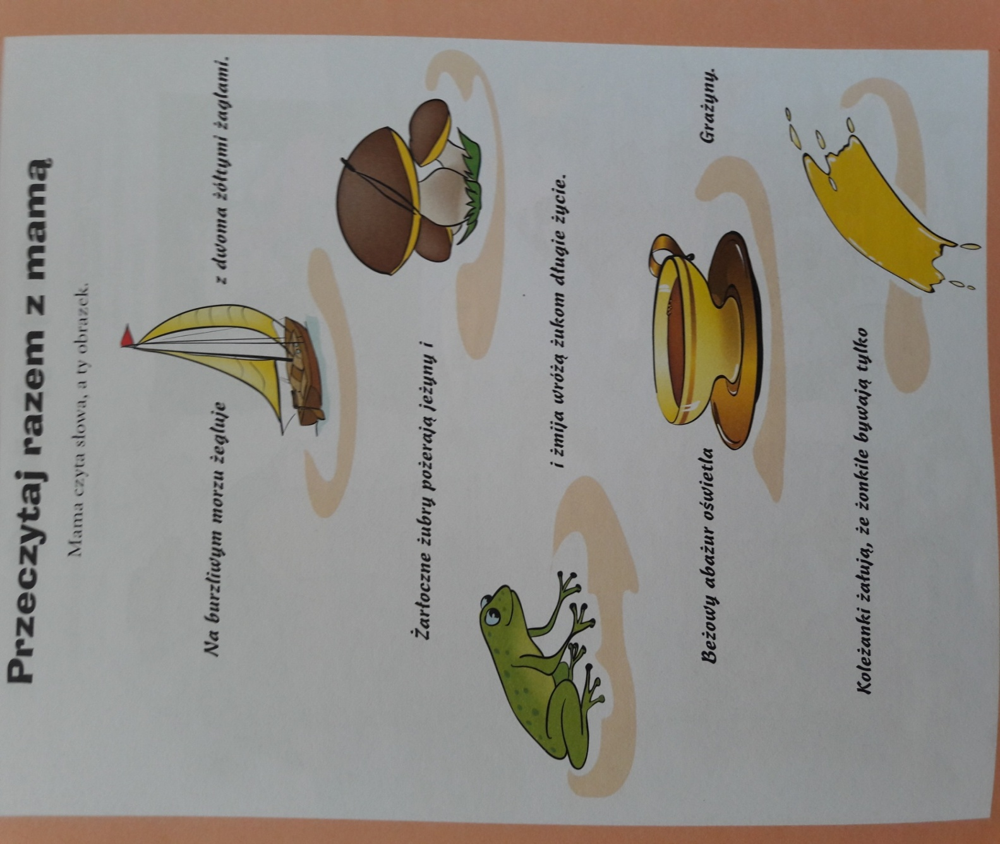 Przeczytaj razem z mamą
Mama czyta słowa, a ty obrazek.
Na burzliwym morzu żegluje z dwoma żółtymi żaglami.
Żarłoczne żubry pożerają jeżyny i
i żmija wróżą żukom długie życie.
Beżowy abażur oświetla Grażyny.
Koleżanki żałują, że żonkile bywają tylko